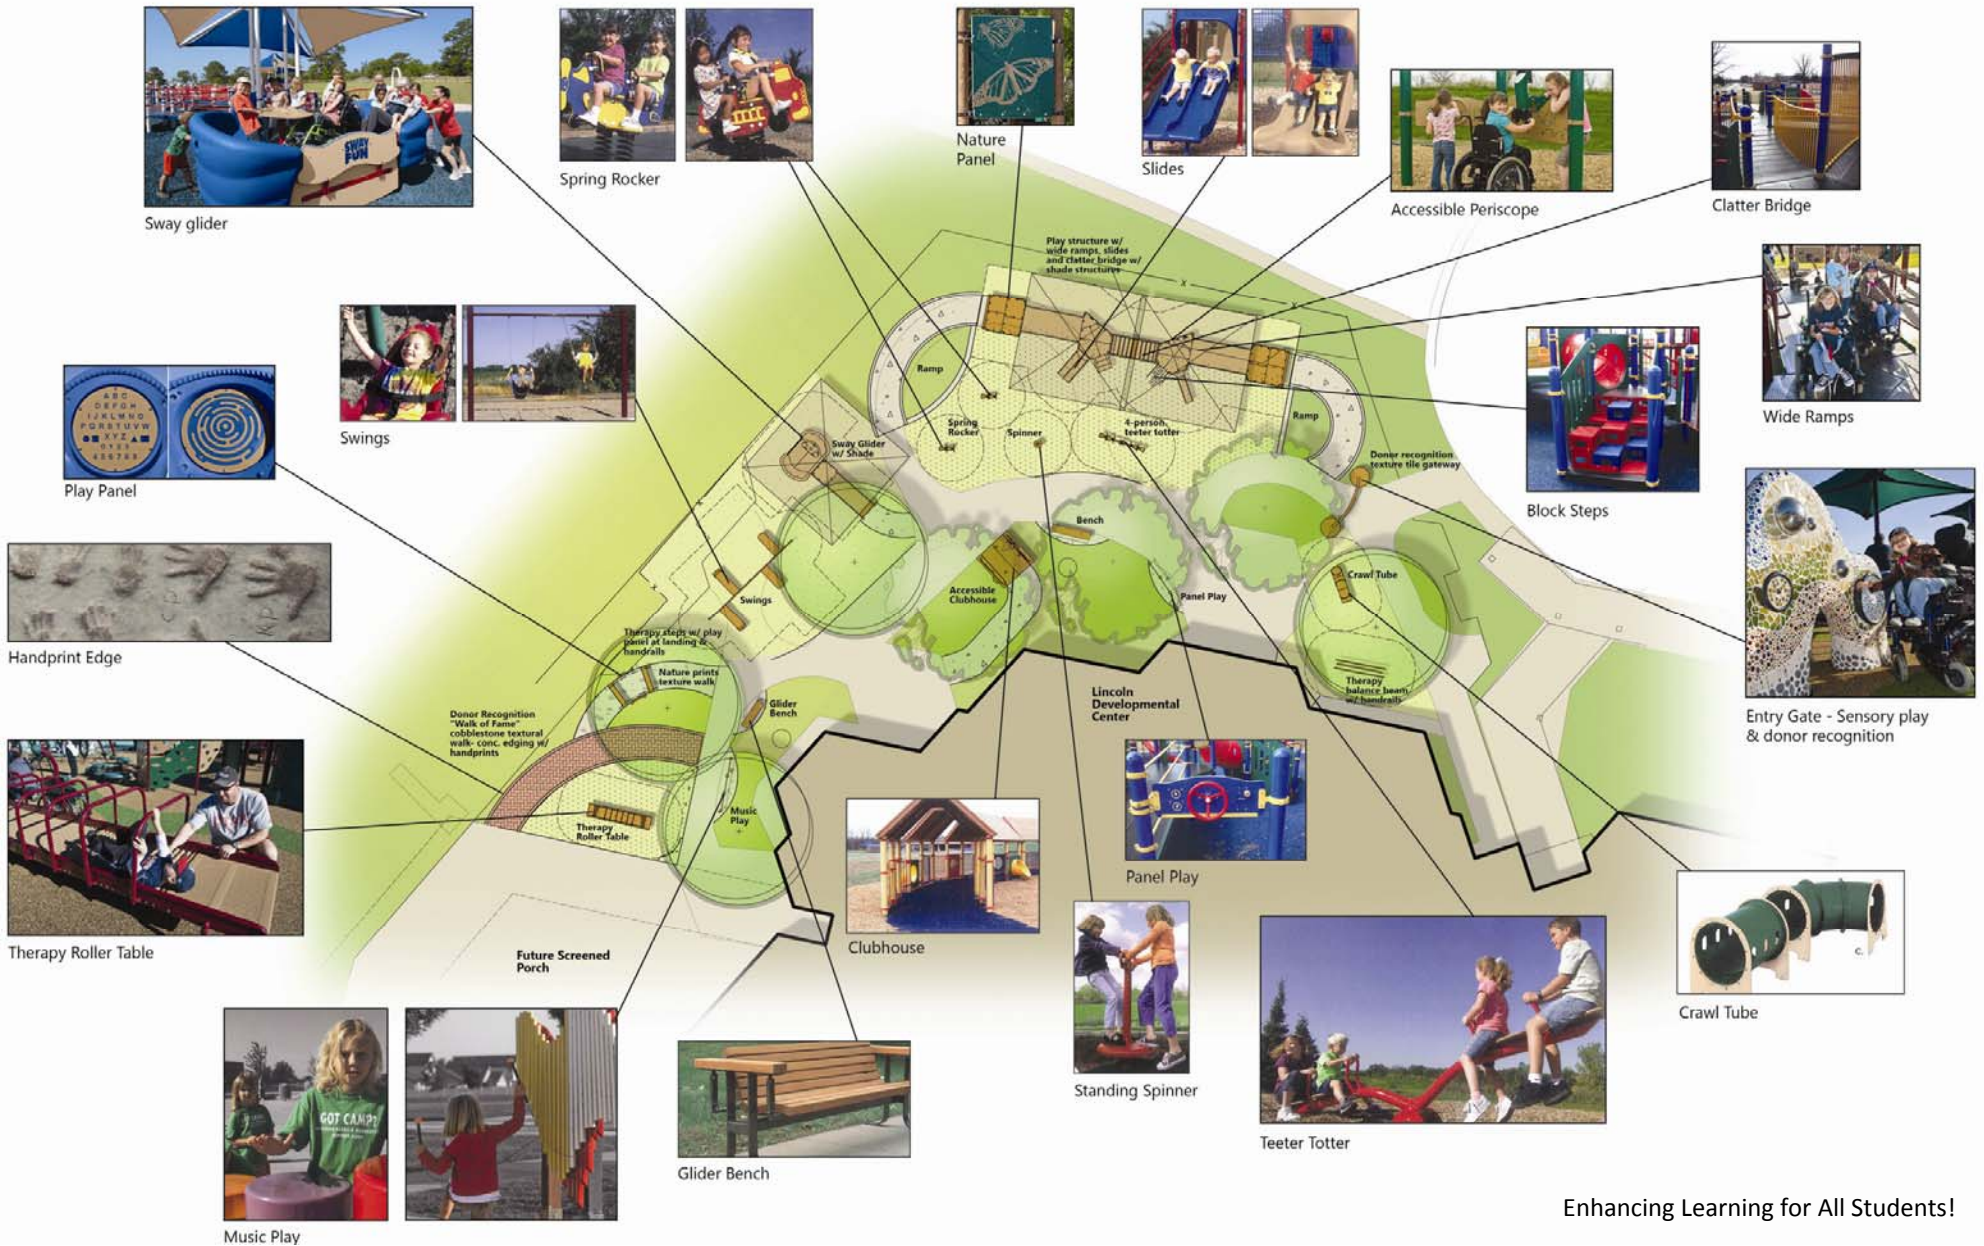 Sway glider
SWAY
FUN
Spring Rocker
Nature
Panel
Slides
Accessible Periscope
Clatter Bridge
Swings
Play structure w/
wide ramps, slides
and clatter bridge w/
shade structures
Wide Ramps
Play Panel
A B C
D E F G H
I J K L M N O
P Q R S T U V W
X Y Z
Ramp
Ramp
Spring
Rocker
Spinner
4-person
teeter totter
Sway Glider
w/ Shade
Donor recognition
texture tile gateway
Block Steps
Handprint Edge
Bench
Accessible
Clubhouse
Crawl Tube
Panel Play
Swings
Therapy steps w/ play
panel at landing &
handrails
Nature prints
texture walk
Glider
Bench
Lincoln
Developmental
Center
Therapy
balance beam
w/ handrails
Entry Gate - Sensory play
& donor recognition
Donor Recognition
"Walk of Fame"
cobblestone textural
walk- conc. edging w/
handprints
Music
Play
Therapy
Roller Table
Panel Play
Therapy Roller Table
Future Screened
Porch
Clubhouse
C.
Crawl Tube
Standing Spinner
Teeter Totter
GOT CAMP?
Glider Bench
Music Play
Enhancing Learning for All Students!